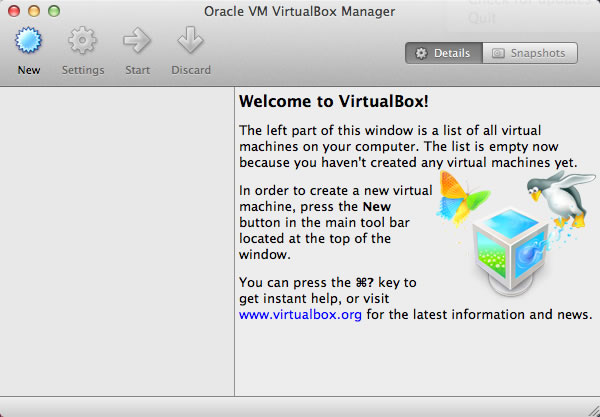 Oracle VM VirtualBox Manager
Check for updates
Quit
New
Settings
Start
Discard
Details
Snapshots
Welcome to VirtualBox!
The left part of this window is a list of all virtual
machines on your computer. The list is empty now
because you haven't created any virtual machines yet.
In order to create a new virtual
machine, press the New
button in the main tool bar
located at the top of the
window.
You can press the ⌘? key to
get instant help, or visit
www.virtualbox.org for the latest information and news.